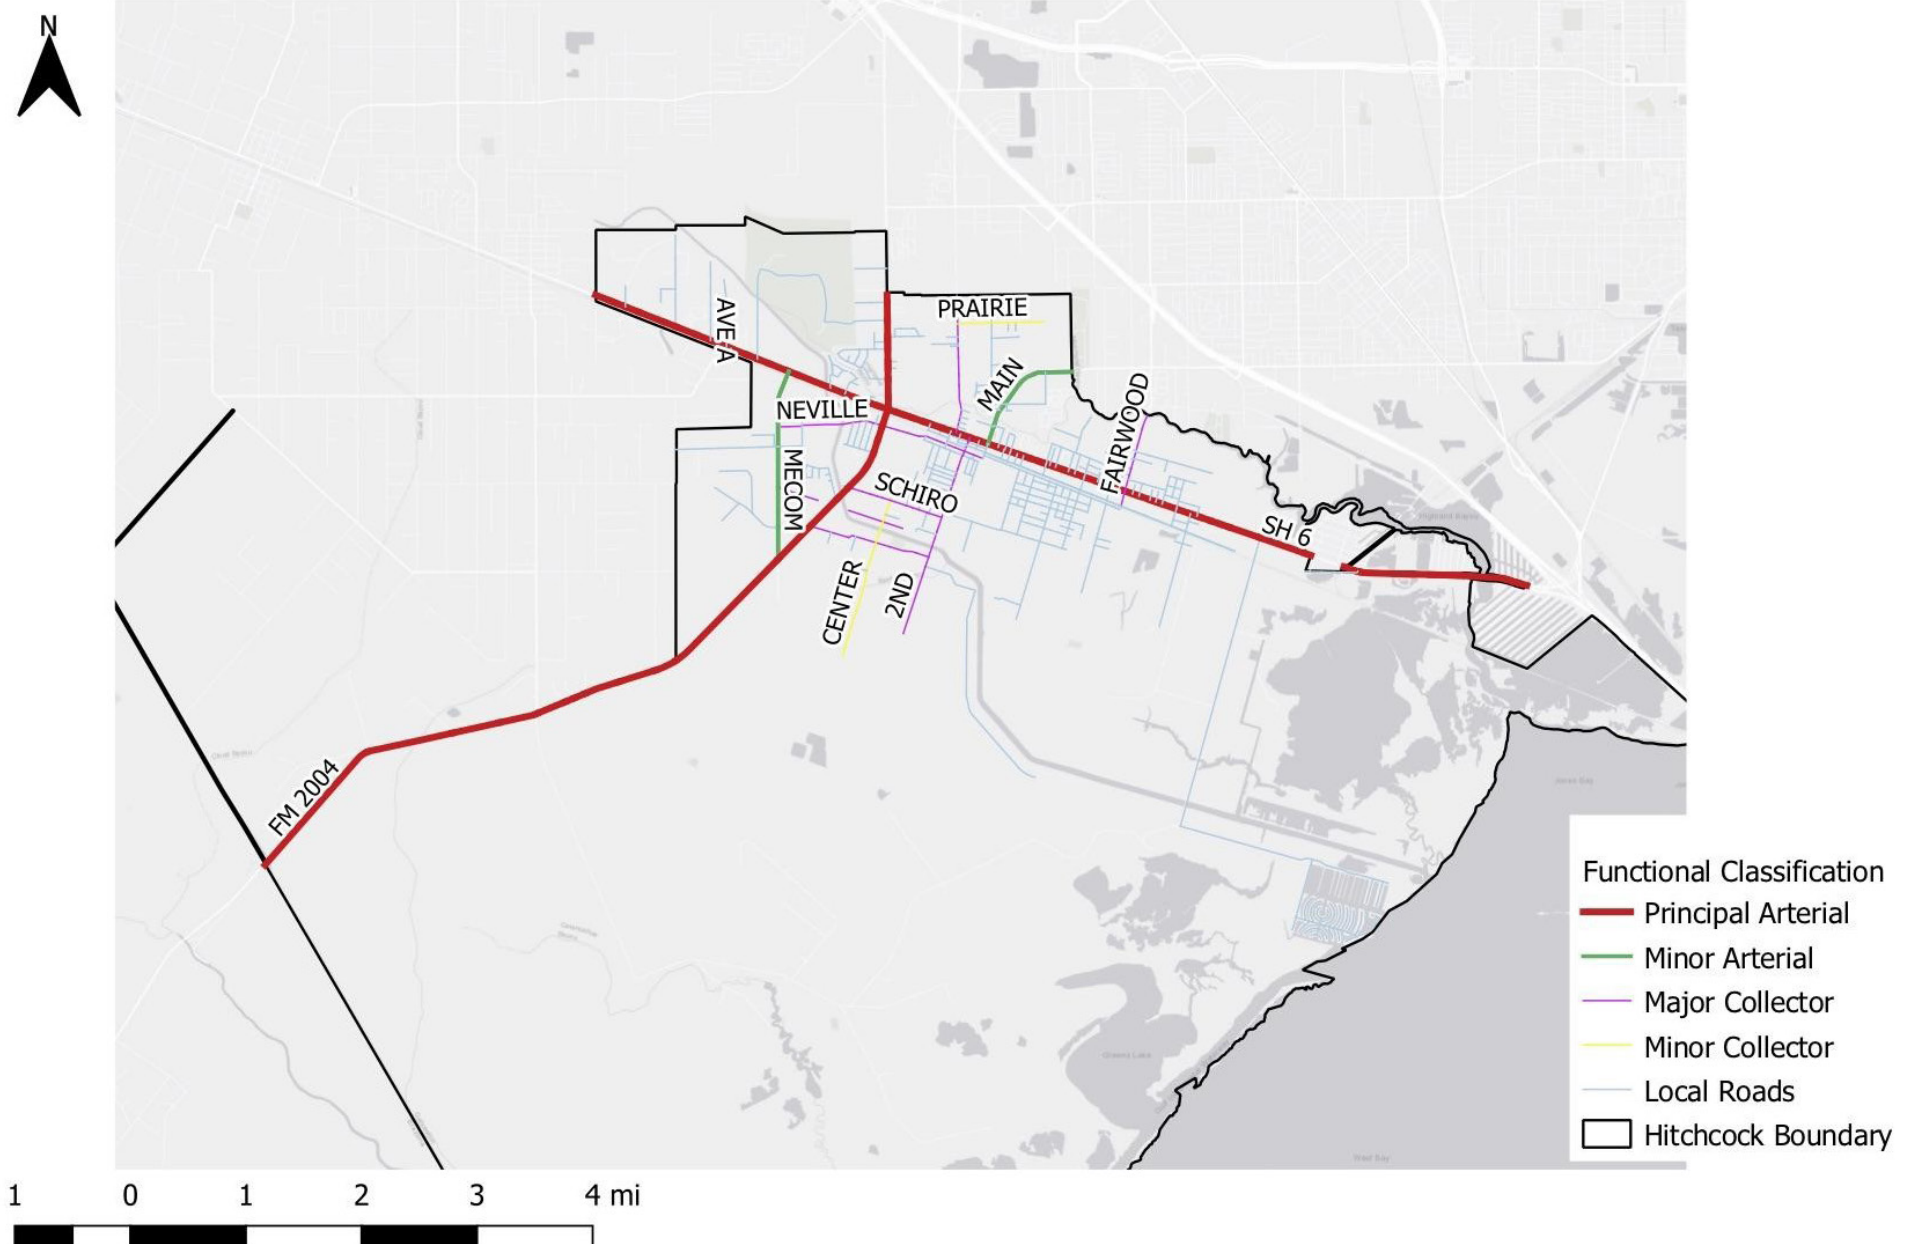 N
PRAIRIE
AVE A
MAIN
FAIRWOOD
NEVILLE
MECOM
SCHIRO
SH 6
CENTER
2ND
FM 2004
Functional Classification
Principal Arterial
Minor Arterial
Major Collector
Minor Collector
Local Roads
Hitchcock Boundary
1 0 1 2 3 4 mi